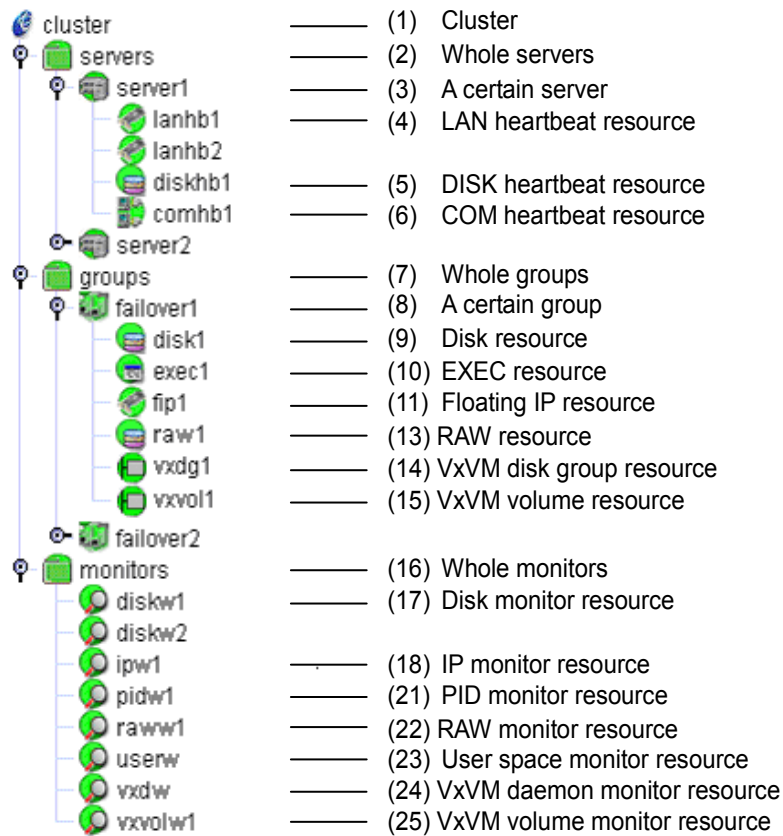 cluster (1) Cluster
servers (2) Whole servers
server1 (3) A certain server
lanhb1 (4) LAN heartbeat resource
lanhb2
diskhb1 (5) DISK heartbeat resource
comhb1 (6) COM heartbeat resource
server2
groups (7) Whole groups
failover1 (8) A certain group
disk1 (9) Disk resource
exec1 (10) EXEC resource
fip1 (11) Floating IP resource
raw1 (13) RAW resource
vxdg1 (14) VxVM disk group resource
vxvol1 (15) VxVM volume resource
failover2
monitors (16) Whole monitors
diskw1 (17) Disk monitor resource
diskw2
ipw1 (18) IP monitor resource
pidw1 (21) PID monitor resource
raww1 (22) RAW monitor resource
userw (23) User space monitor resource
vxdw (24) VxVM daemon monitor resource
vxvolw1 (25) VxVM volume monitor resource